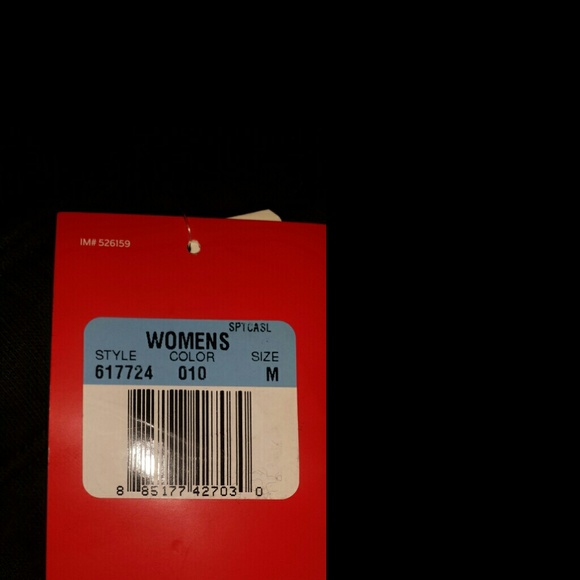 IM# 526159
SPTCASL
WOMENS
STYLE COLOR SIZE
617724 010 M
8 85177 42703 0